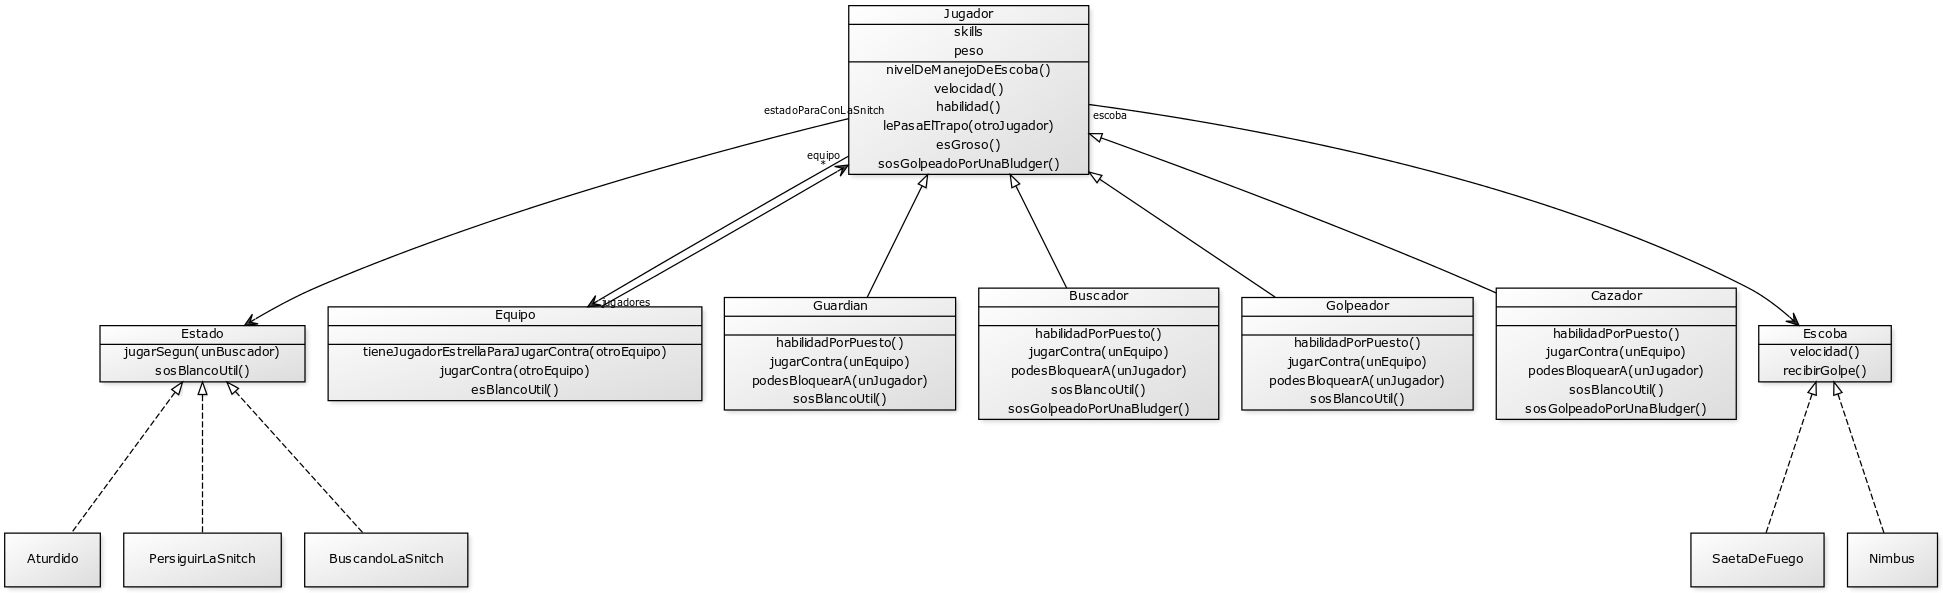 Jugador
skills
peso
nivelDeManejoDeEscoba()
velocidad()
habilidad()
lePasaElTrapo(otroJugador)
esGroso()
sosGolpeadoPorUnaBludger()
estadoParaConLaSnitch
equipo
*
escoba
jugadores
Estado
jugarSegun(unBuscador)
sosBlancoUtil()
Equipo
tieneJugadorEstrellaParaJugarContra(otroEquipo)
jugarContra(otroEquipo)
esBlancoUtil()
Guardian
habilidadPorPuesto()
jugarContra(unEquipo)
podesBloquearA(unJugador)
sosBlancoUtil()
Buscador
habilidadPorPuesto()
jugarContra(unEquipo)
podesBloquearA(unJugador)
sosBlancoUtil()
sosGolpeadoPorUnaBludger()
Golpeador
habilidadPorPuesto()
jugarContra(unEquipo)
podesBloquearA(unJugador)
sosBlancoUtil()
Cazador
habilidadPorPuesto()
jugarContra(unEquipo)
podesBloquearA(unJugador)
sosBlancoUtil()
sosGolpeadoPorUnaBludger()
Escoba
velocidad()
recibirGolpe()
Aturdido
PersiguirLaSnitch
BuscandoLaSnitch
SaetaDeFuego
Nimbus